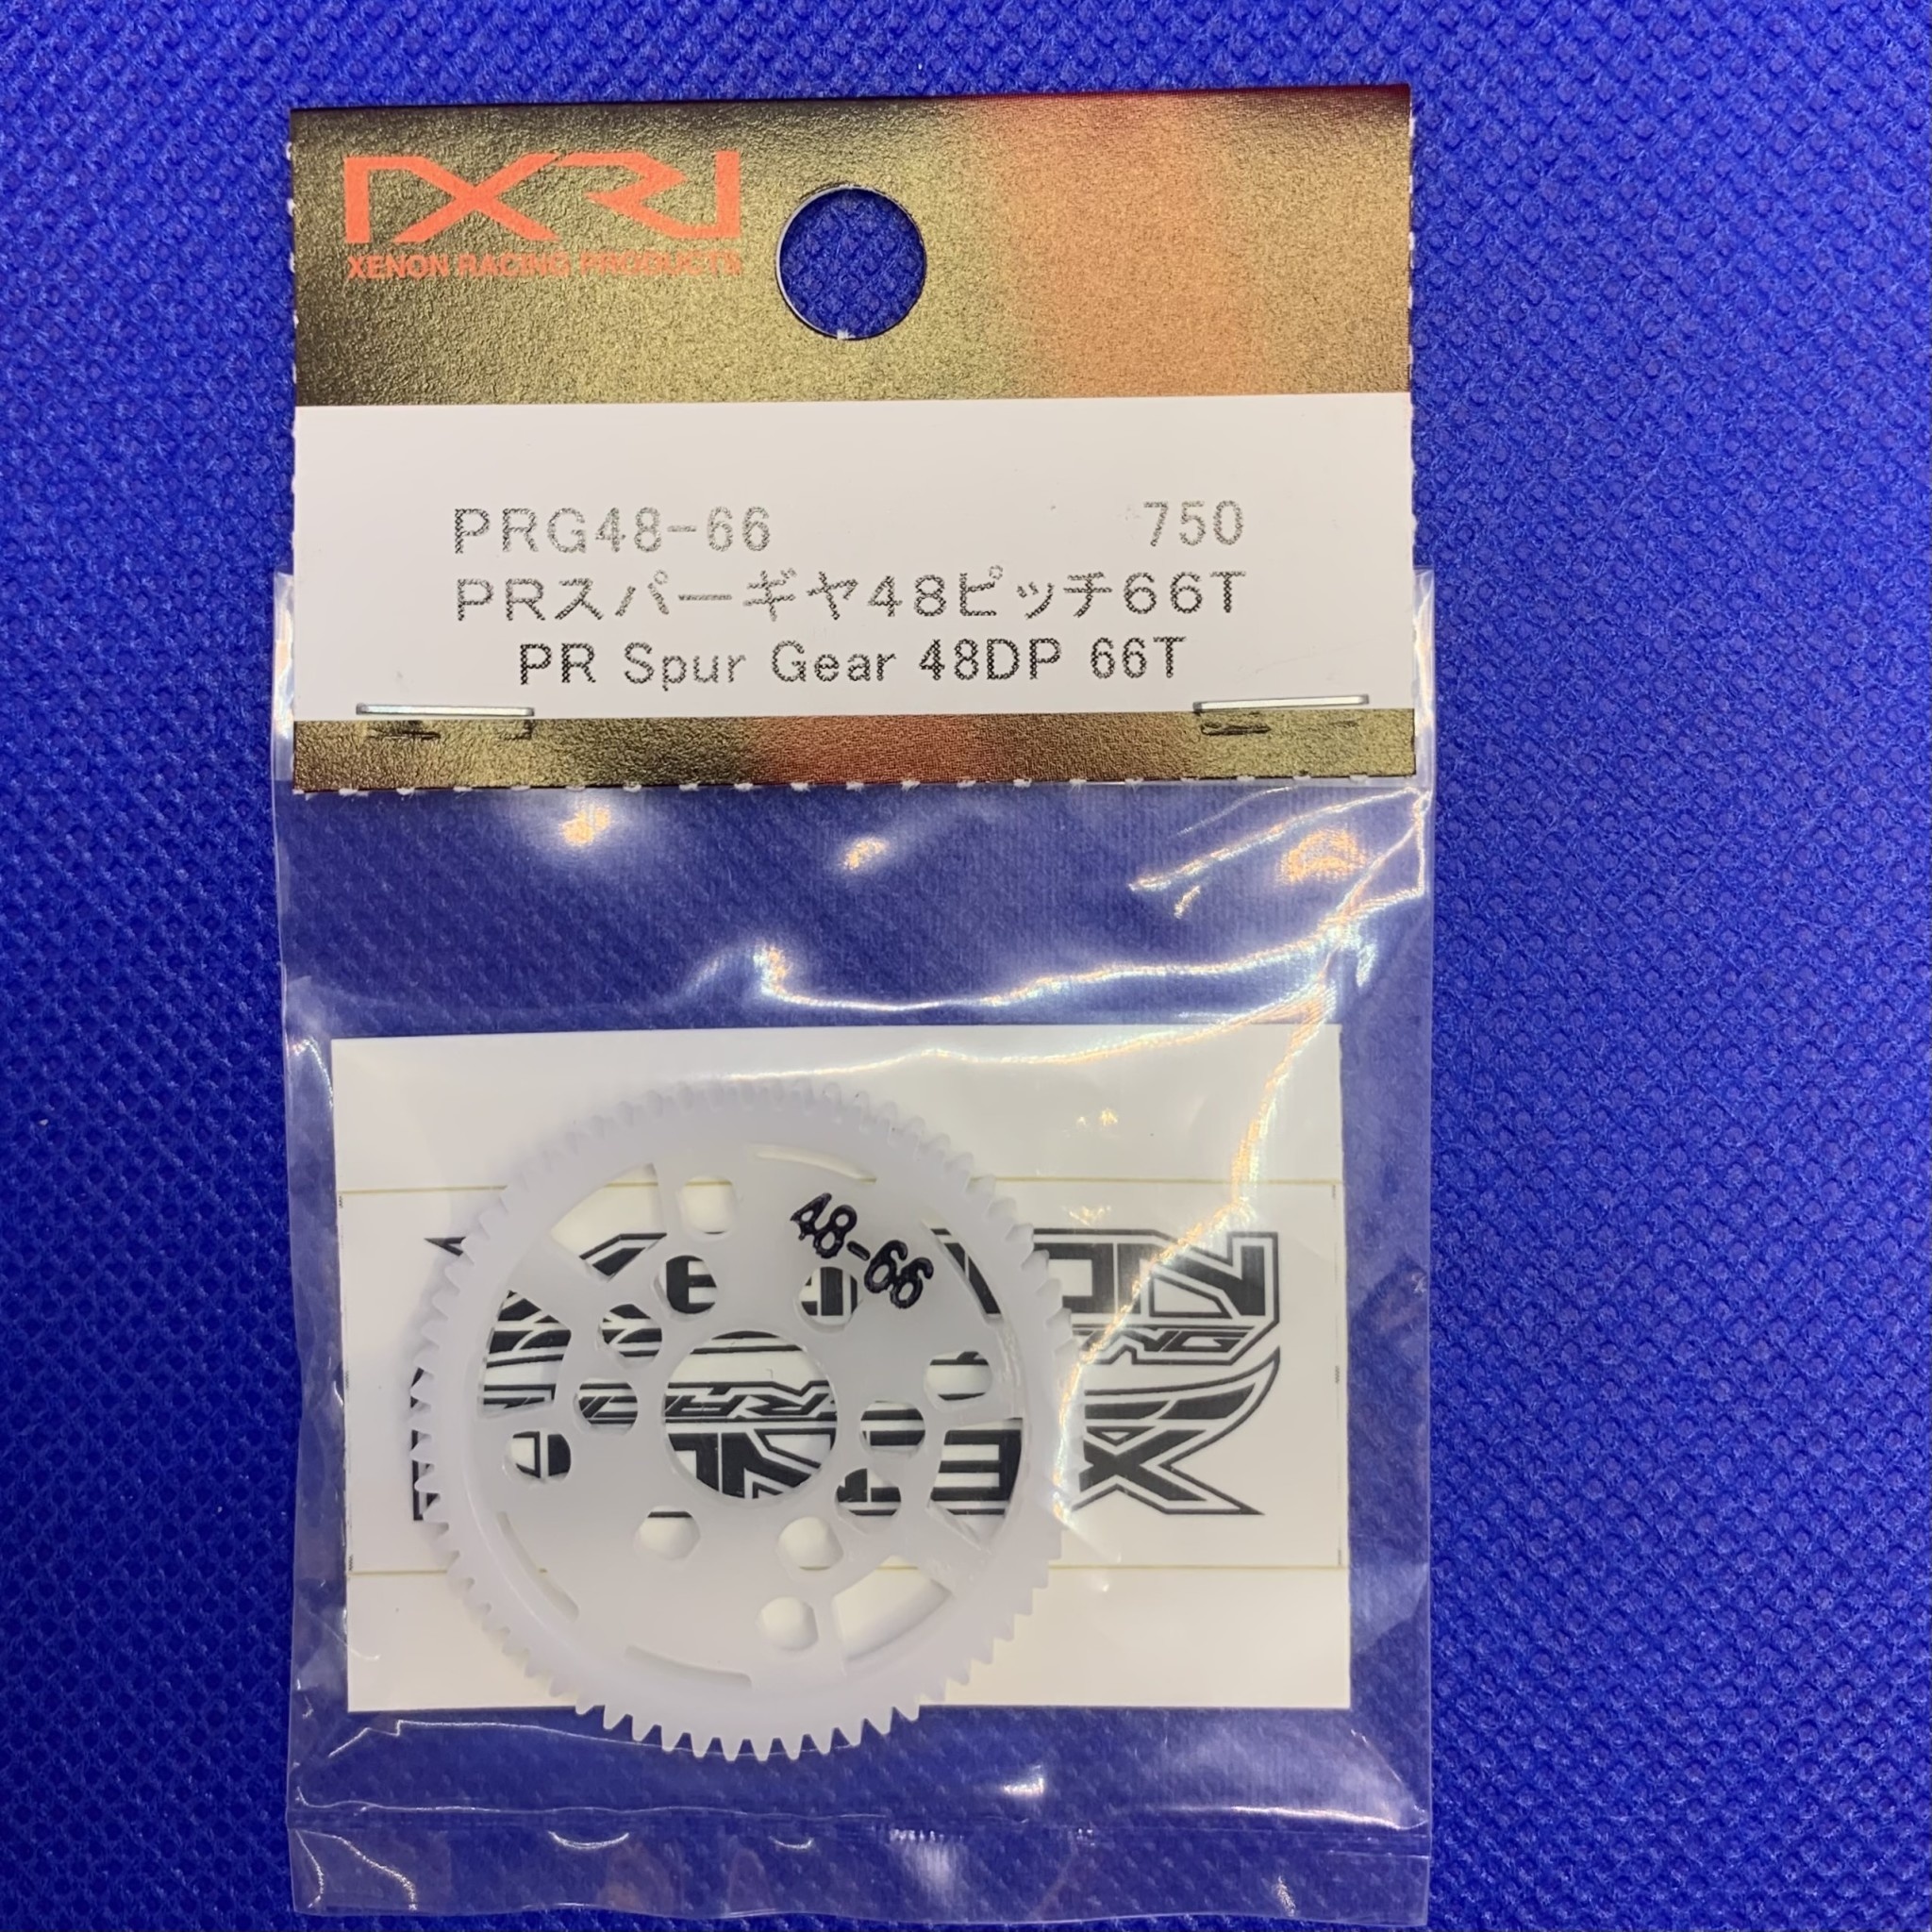 XRP
XENON RACING PRODUCTS
PRG48-66 750
PRスパーギヤ48ピッチ66T
PR Spur Gear 48DP 66T
48-66